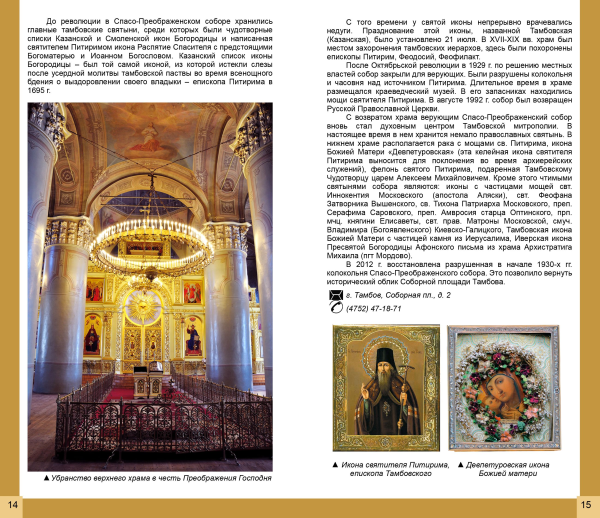 До революции в Спасо-Преображенском соборе хранились
главные тамбовские святыни, среди которых были чудотворные
списки Казанской и Смоленской икон Богородицы и написанная
святителем Питиримом икона Распятие Спасителя с предстоящими
Богоматерью и Иоанном Богословом. Казанский список иконы
Богородицы – был той самой иконой, из которой истекли слезы
после усердной молитвы тамбовской паствы во время всенощного
бдения о выздоровлении своего владыки – епископа Питирима в
1695 г.
▲Убранство верхнего храма в честь Преображения Господня
14
С того времени у святой иконы непрерывно врачевались
недуги. Празднование этой иконы, названной Тамбовская
(Казанская), было установлено 21 июля. В XVII-XIX вв. храм был
местом захоронения тамбовских иерархов, здесь были похоронены
епископы Питирим, Феодосий, Феофилакт.
После Октябрьской революции в 1929 г. по решению местных
властей собор закрыли для верующих. Были разрушены колокольня
и часовня над источником Питирима. Длительное время в храме
размещался краеведческий музей. В его запасниках находились
мощи святителя Питирима. В августе 1992 г. собор был возвращен
Русской Православной Церкви.
С возвратом храма верующим Спасо-Преображенский собор
вновь стал духовным центром Тамбовской митрополии. В
настоящее время в нем хранится немало православных святынь. В
нижнем храме располагается рака с мощами св. Питирима, икона
Божией Матери «Девпетуровская» (эта келейная икона святителя
Питирима выносится для поклонения во время архиерейских
служений), фелонь святого Питирима, подаренная Тамбовскому
Чудотворцу царем Алексеем Михайловичем. Кроме этого чтимыми
святынями собора являются: иконы с частицами мощей свт.
Иннокентия Московского (апостола Аляски), свт. Феофана
Затворника Вышенского, св. Тихона Патриарха Московского, преп.
Серафима Саровского, преп. Амвросия старца Оптинского, прп.
мчц. княгини Елисаветы, свт. прав. Матроны Московской, смуч.
Владимира (Богоявленского) Киевско-Галицкого, Тамбовская икона
Божией Матери с частицей камня из Иерусалима, Иверская икона
Пресвятой Богородицы Афонского письма из храма Архистратига
Михаила (пгт Мордово).
В 2012 г. восстановлена разрушенная в начале 1930-х гг.
колокольня Спасо-Преображенского собора. Это позволило вернуть
исторический облик Соборной площади Тамбова.
г. Тамбов, Соборная пл., д. 2
(4752) 47-18-71
▲ Икона святителя Питирима,
епископа Тамбовского
▲ Девпетуровская икона
Божией матери
15